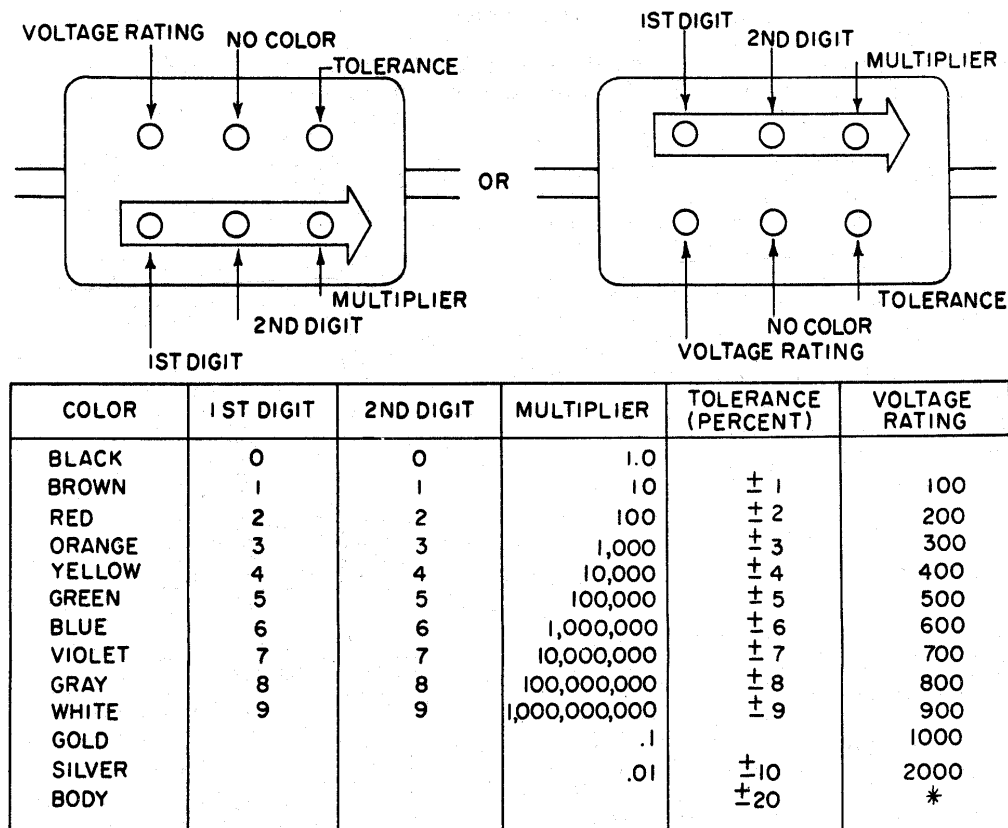 VOLTAGE RATING
NO COLOR
TOLERANCE
MULTIPLIER
2ND DIGIT
1ST DIGIT
OR
1ST DIGIT
2ND DIGIT
MULTIPLIER
TOLERANCE
NO COLOR
VOLTAGE RATING
COLOR 1ST DIGIT 2ND DIGIT MULTIPLIER TOLERANCE (PERCENT) VOLTAGE RATING
BLACK 0 0 1.0
BROWN 1 1 10 ±1 100
RED 2 2 100 ±2 200
ORANGE 3 3 1,000 ±3 300
YELLOW 4 4 10,000 ±4 400
GREEN 5 5 100,000 ±5 500
BLUE 6 6 1,000,000 ±6 600
VIOLET 7 7 10,000,000 ±7 700
GRAY 8 8 100,000,000 ±8 800
WHITE 9 9 1,000,000,000 ±9 900
GOLD .1 1000
SILVER .01 ±10 2000
BODY ±20 *